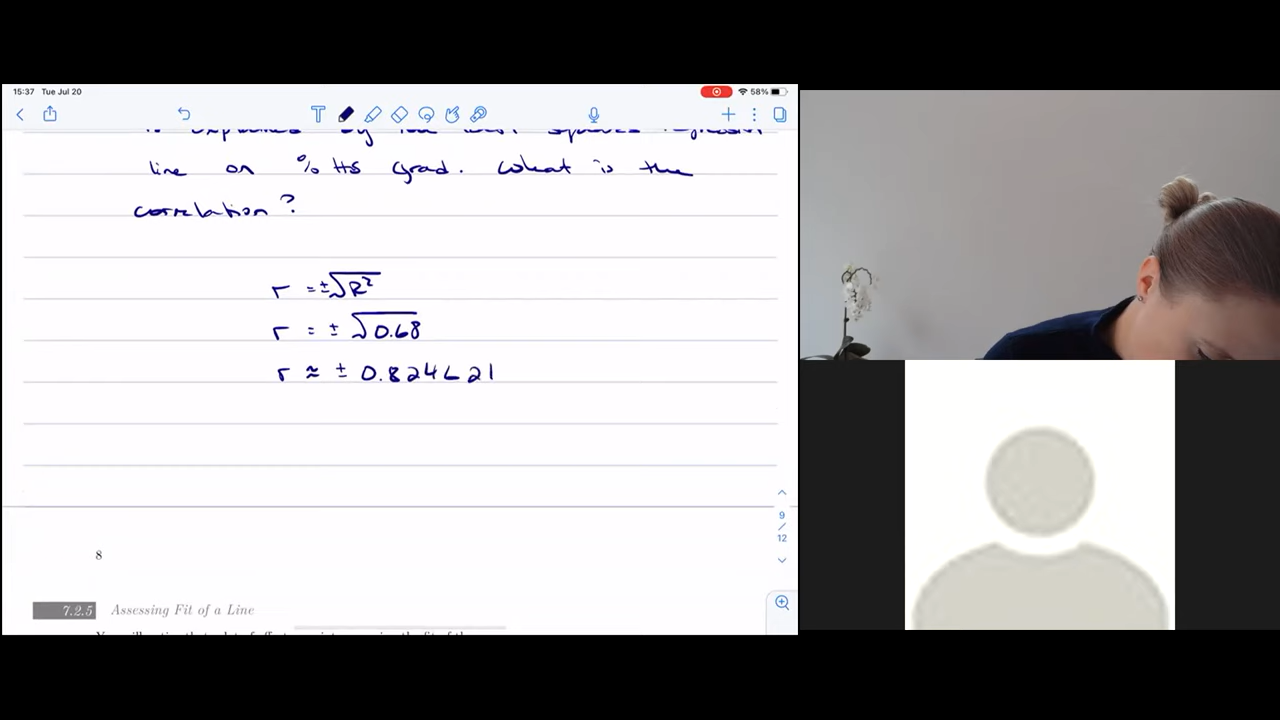 15:37 Tue Jul 20
58%
T
line on % HS grad. What is the
correlation?
r = ±√R²
r = ± √0.68
r ≈ ± 0.824621
9
/
12
8
7.2.5 Assessing Fit of a Line